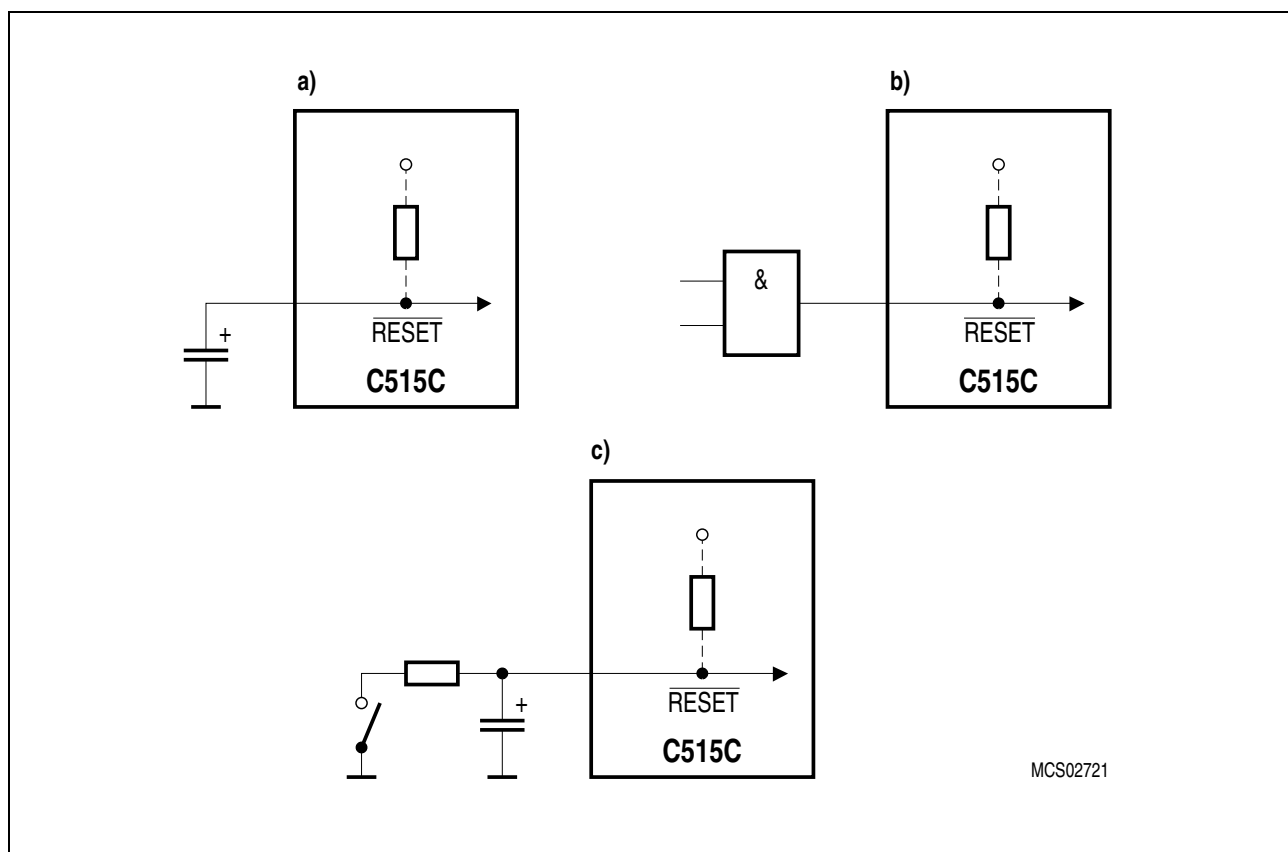 a)
+
RESET
C515C
b)
&
RESET
C515C
c)
+
RESET
C515C
MCS02721